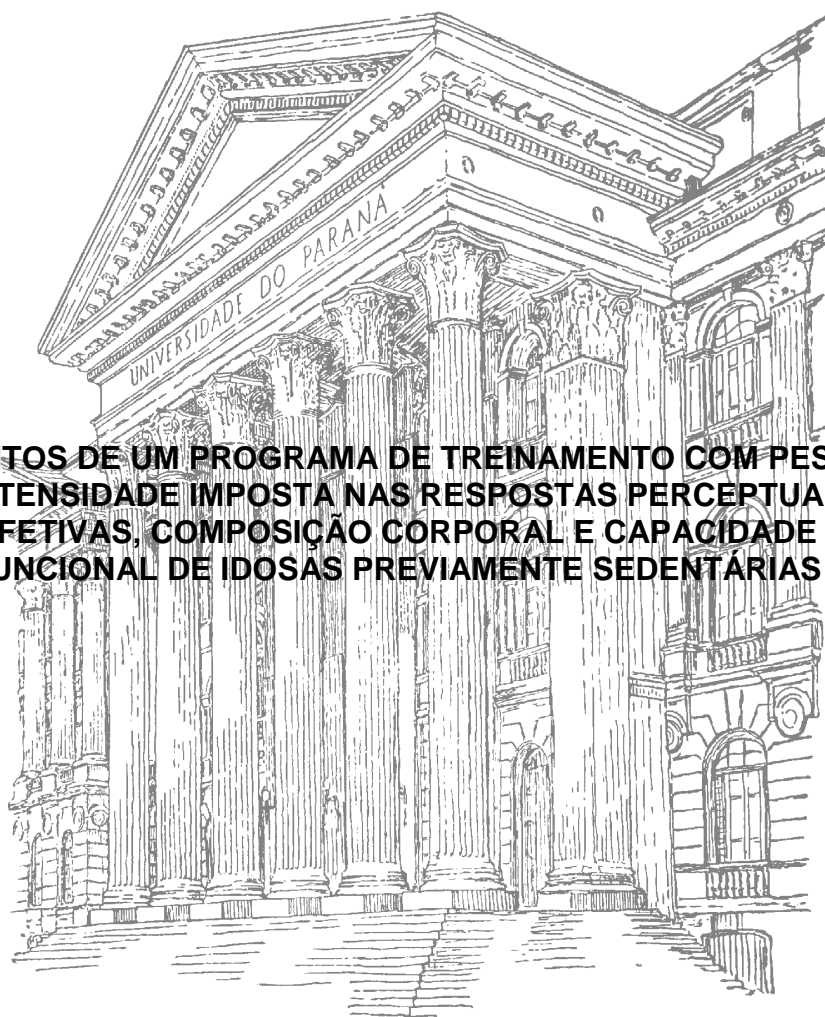 UNIVERSIDADE DO PARANÁ
TOS DE UM PROGRAMA DE TREINAMENTO COM PES
TENSIDADE IMPOSTA NAS RESPOSTAS PERCEPTUA
FETIVAS, COMPOSIÇÃO CORPORAL E CAPACIDADE
UNCIONAL DE IDOSAS PREVIAMENTE SEDENTÁRIAS